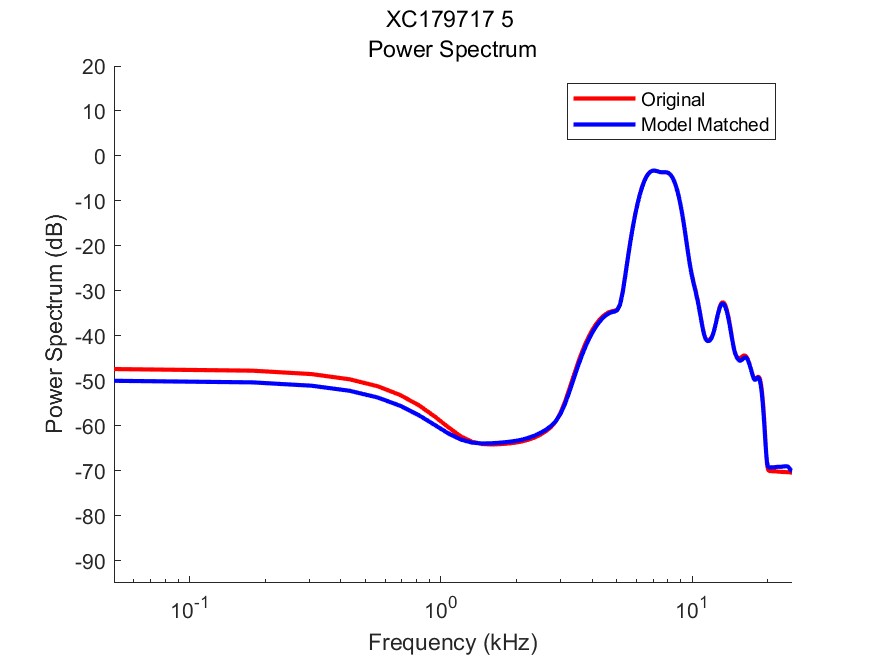 XC179717 5
Power Spectrum
20
10
0
-10
-20
-30
-40
-50
-60
-70
-80
-90
Power Spectrum (dB)
Original
Model Matched
10^-1
10^0
10^1
Frequency (kHz)